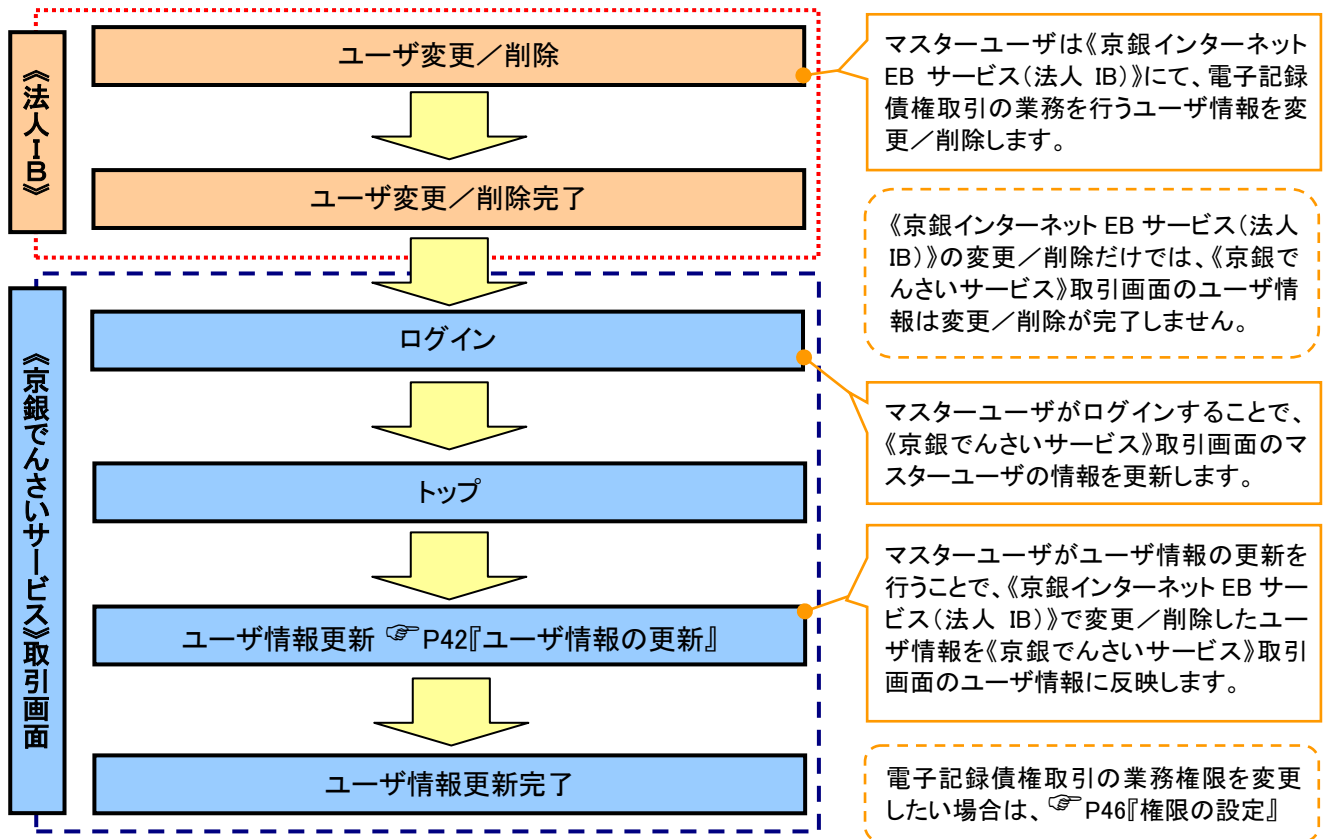 《法人ＩＢ》
ユーザ変更／削除
ユーザ変更／削除完了
マスターユーザは《京銀インターネット
EB サービス（法人 IB）》にて、電子記録
債権取引の業務を行うユーザ情報を変
更／削除します。
《京銀インターネット EB サービス（法人
IB）》の変更／削除だけでは、《京銀で
んさいサービス》取引画面のユーザ情
報は変更／削除が完了しません。
《京銀でんさいサービス》取引画面
ログイン
マスターユーザがログインすることで、
《京銀でんさいサービス》取引画面のマ
スターユーザの情報を更新します。
トップ
ユーザ情報更新 ☞P42『ユーザ情報の更新』
マスターユーザがユーザ情報の更新を
行うことで、《京銀インターネット EB サー
ビス（法人 IB）》で変更／削除したユー
ザ情報を《京銀でんさいサービス》取引
画面のユーザ情報に反映します。
ユーザ情報更新完了
電子記録債権取引の業務権限を変更
したい場合は、☞P46『権限の設定』